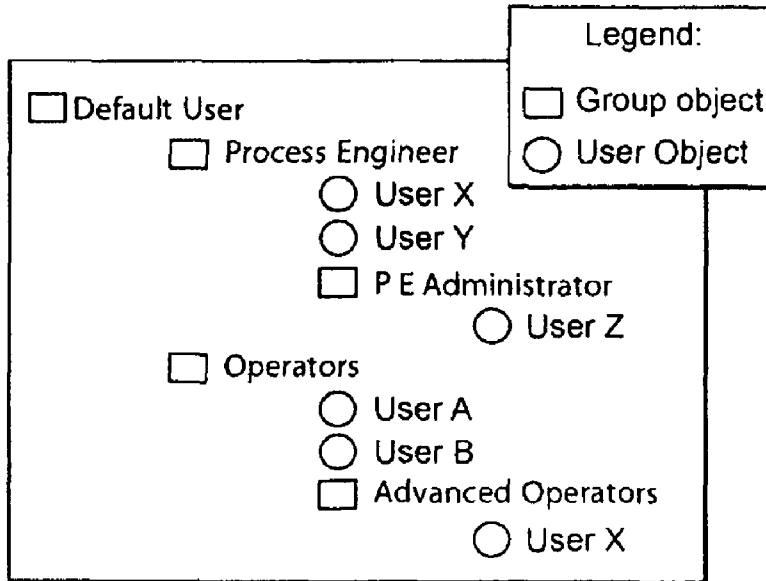 Legend:
Group object
User Object
Default User
Process Engineer
User X
User Y
P E Administrator
User Z
Operators
User A
User B
Advanced Operators
User X